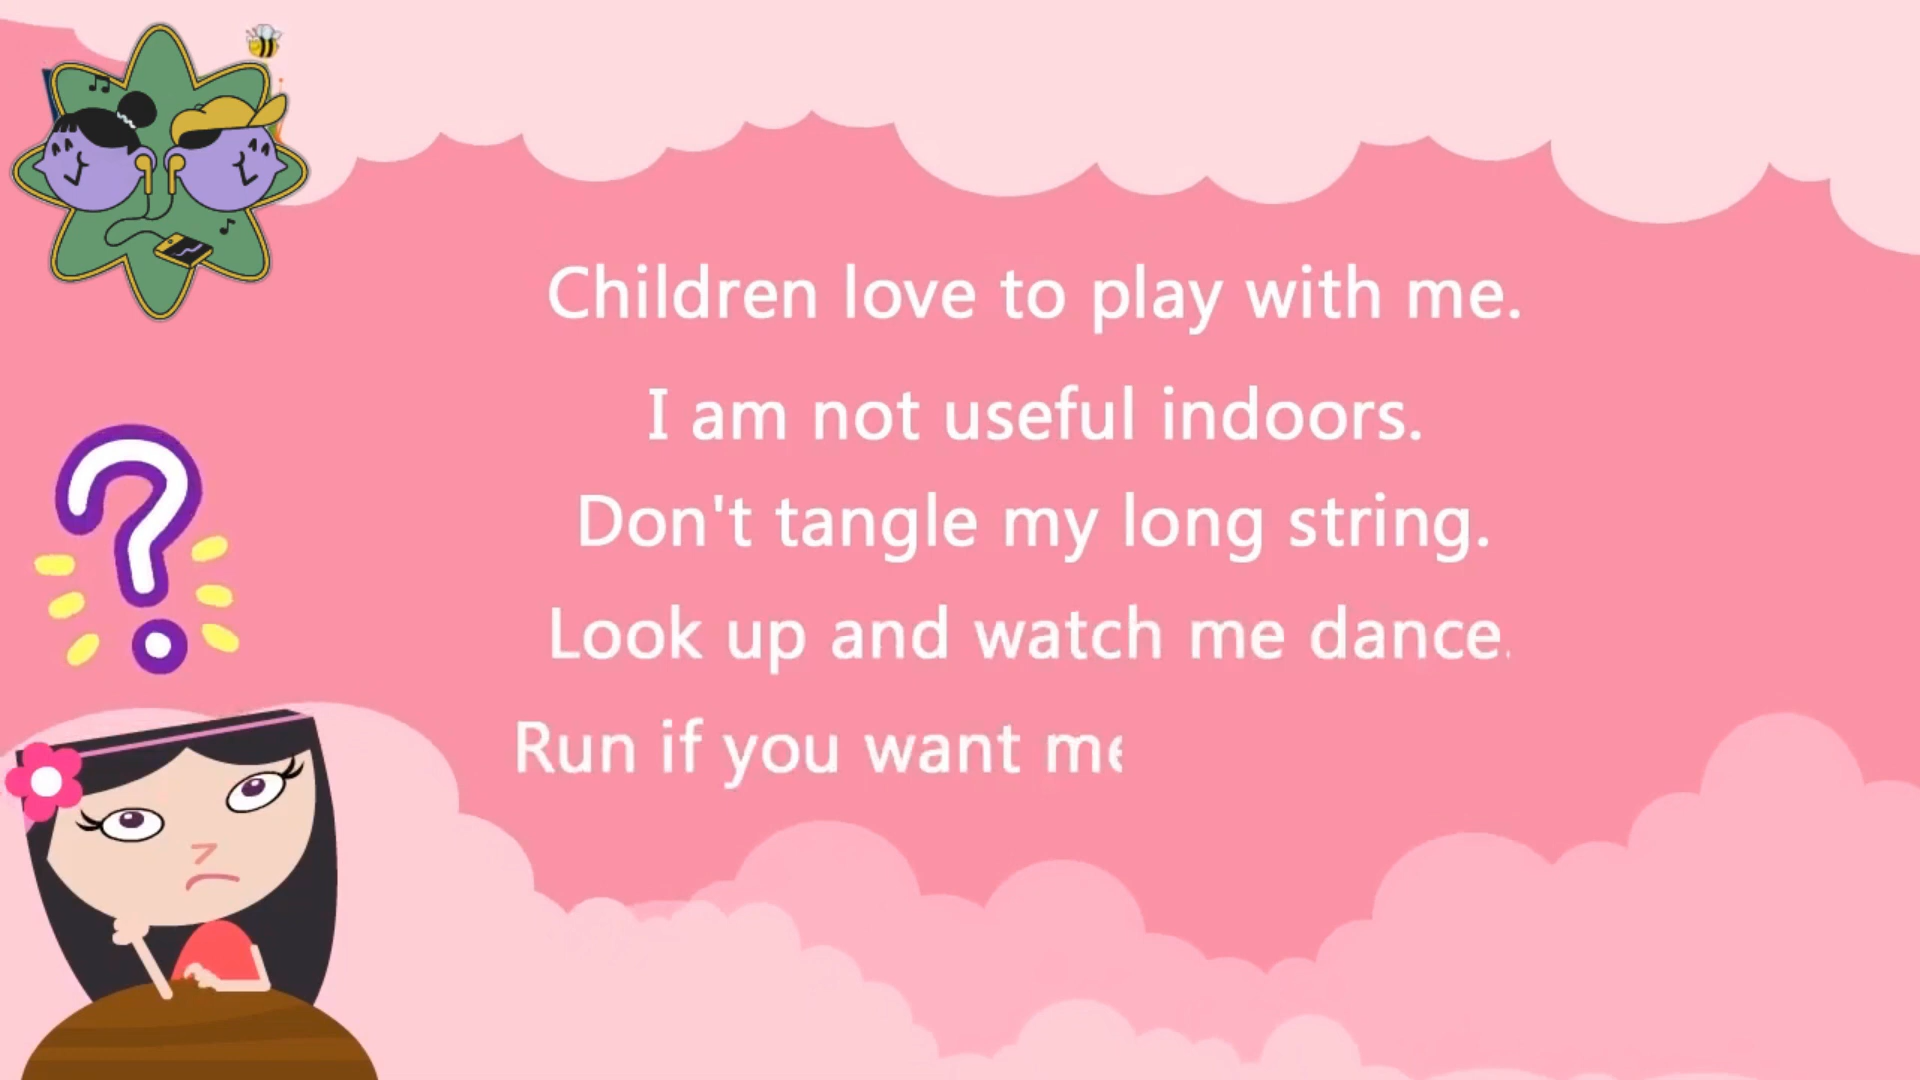 Children love to play with me.
I am not useful indoors.
Don't tangle my long string.
Look up and watch me dance.
Run if you want me